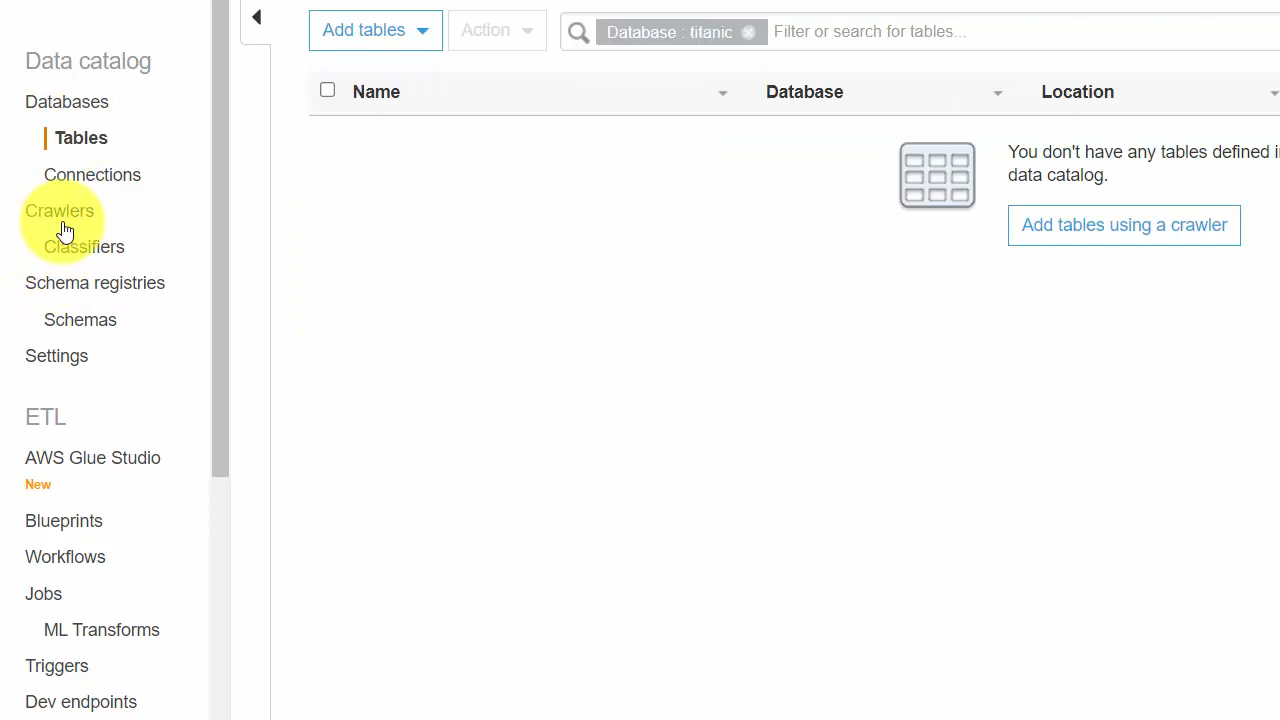 Data catalog
Databases
Tables
Connections
Crawlers
Classifiers
Schema registries
Schemas
Settings
ETL
AWS Glue Studio
New
Blueprints
Workflows
Jobs
ML Transforms
Triggers
Dev endpoints
Add tables
Action
Database : titanic
Filter or search for tables...
Name
Database
Location
You don't have any tables defined i
data catalog.
Add tables using a crawler